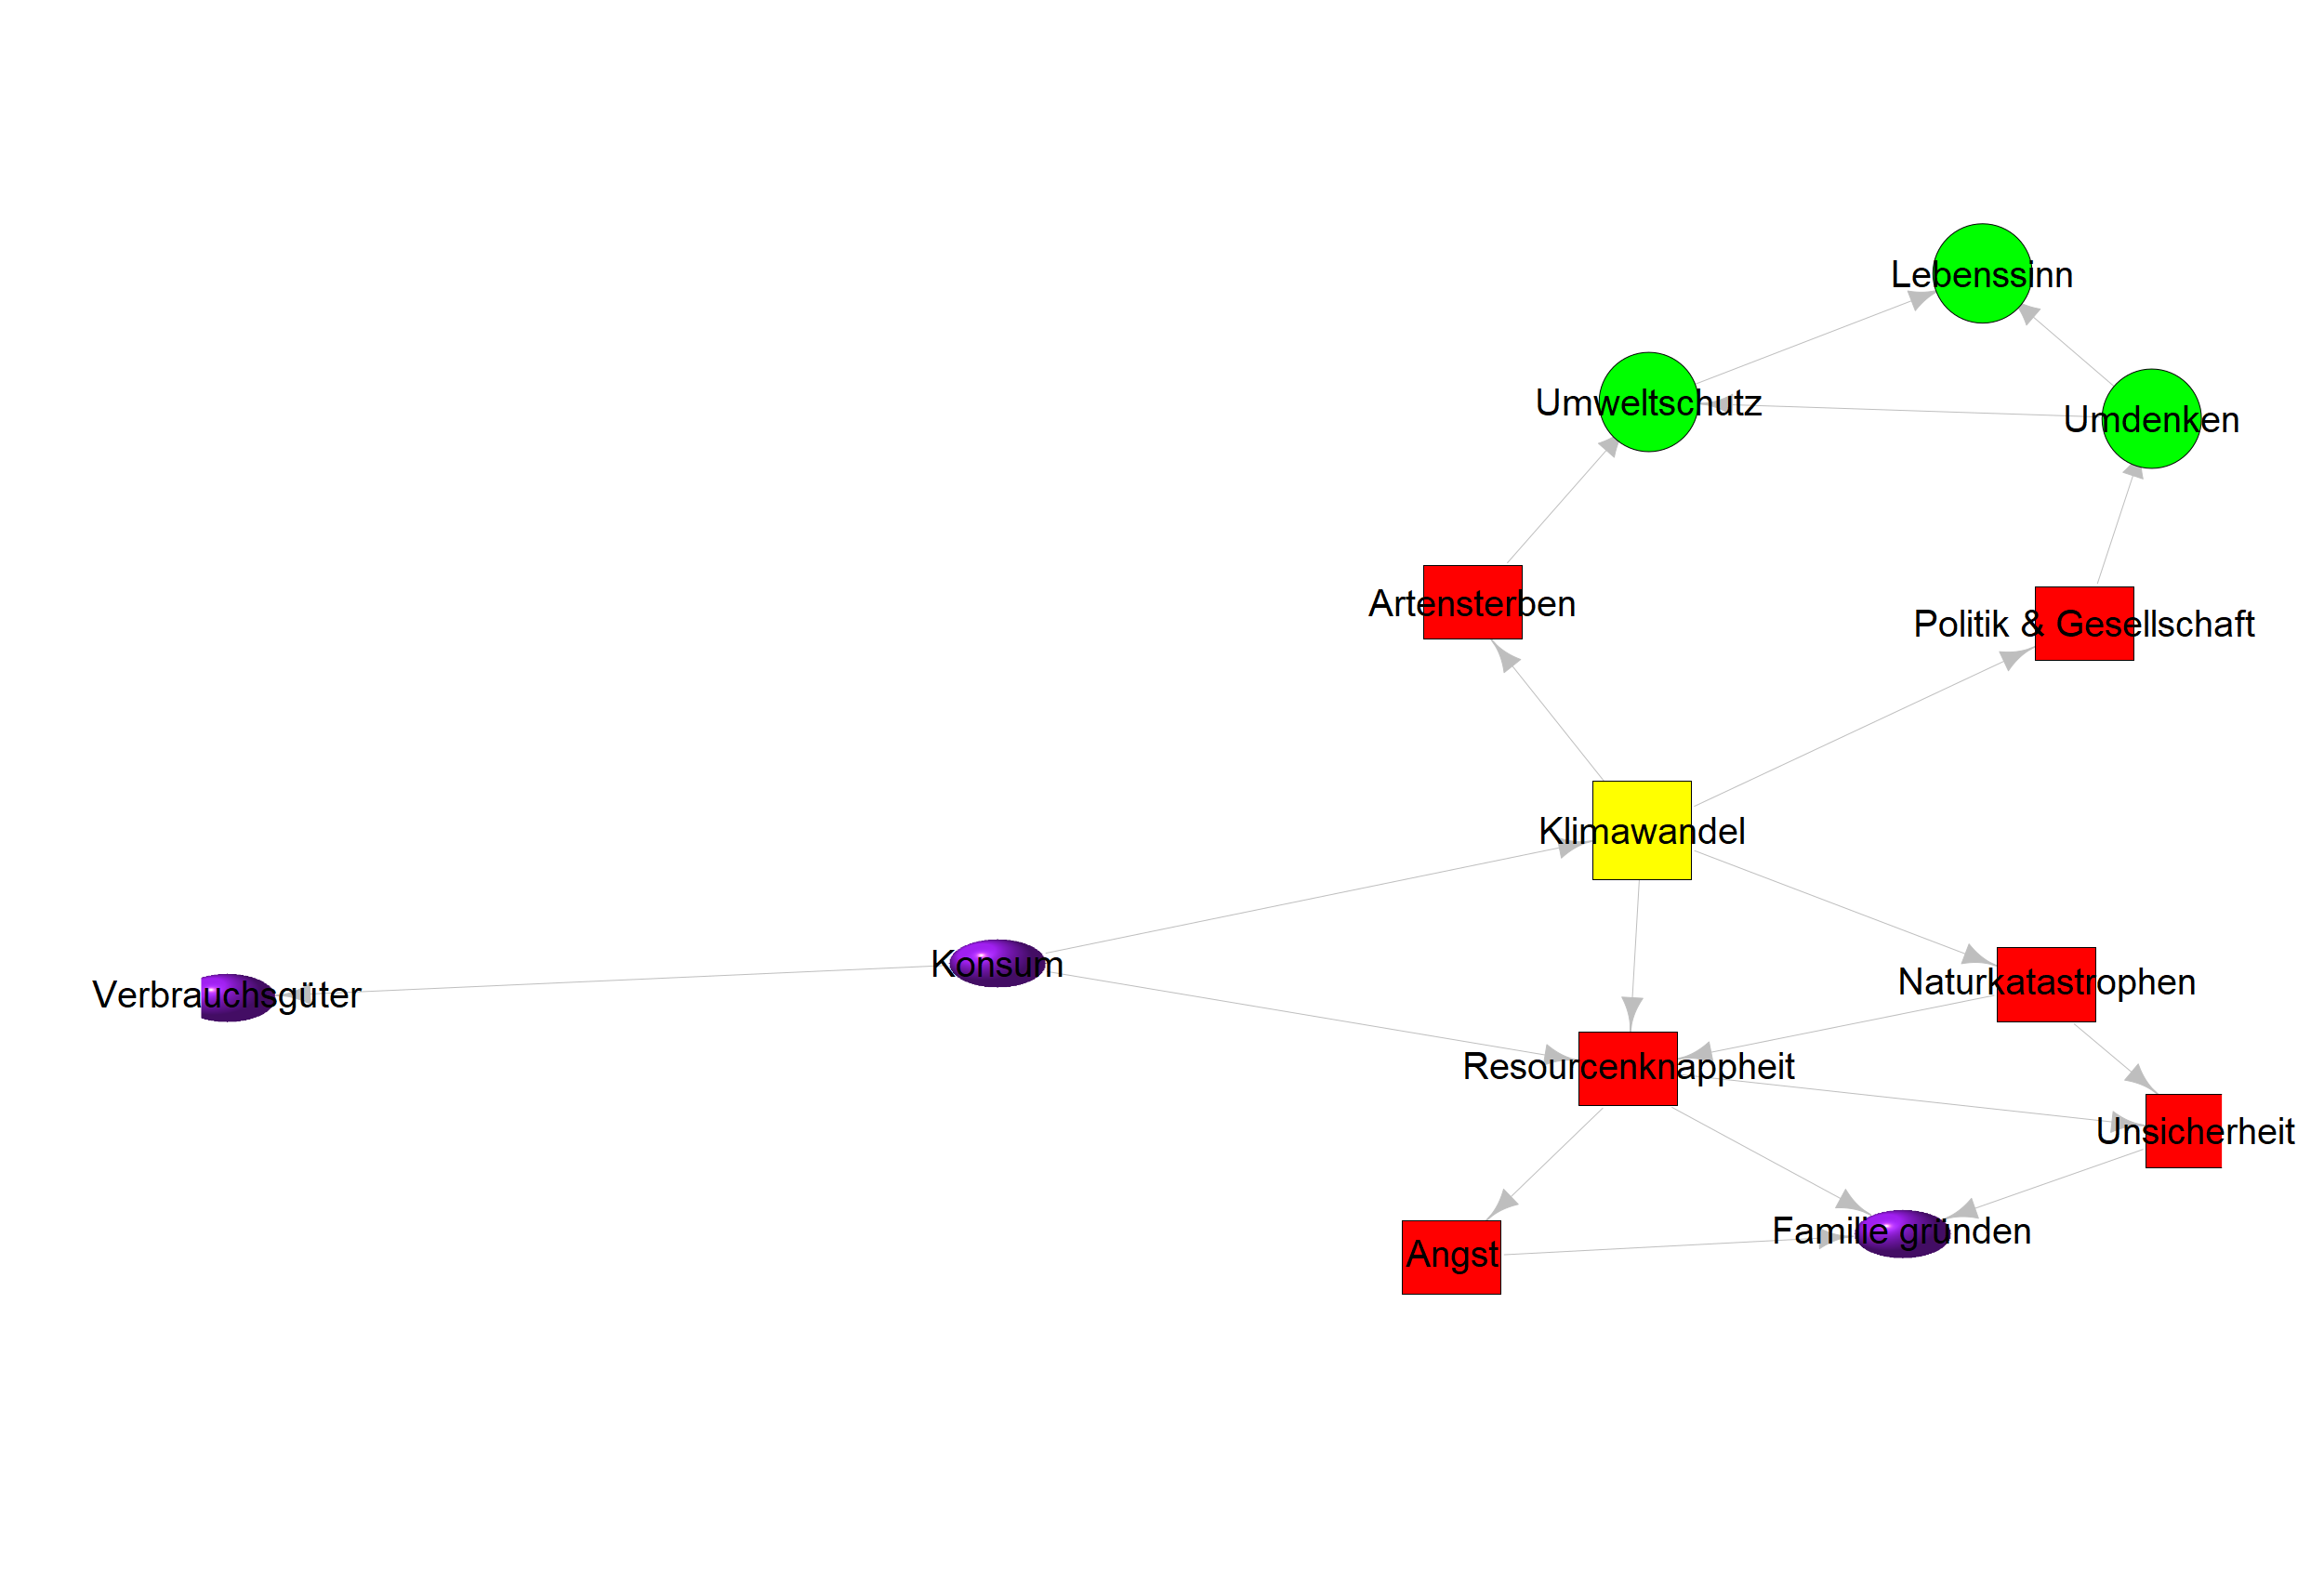 Lebenssinn
Umweltschutz
Umdenken
Artensterben
Politik & Gesellschaft
Klimawandel
Konsum
Naturkatastrophen
Verbrauchsgüter
Resourcenknappheit
Unsicherheit
Familie gründen
Angst